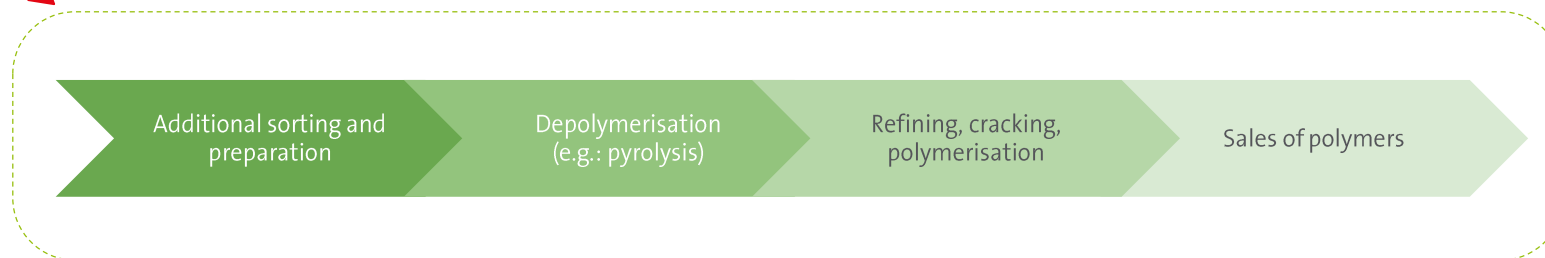 Additional sorting and
preparation
Depolymerisation
(e.g.: pyrolysis)
Refining, cracking,
polymerisation
Sales of polymers